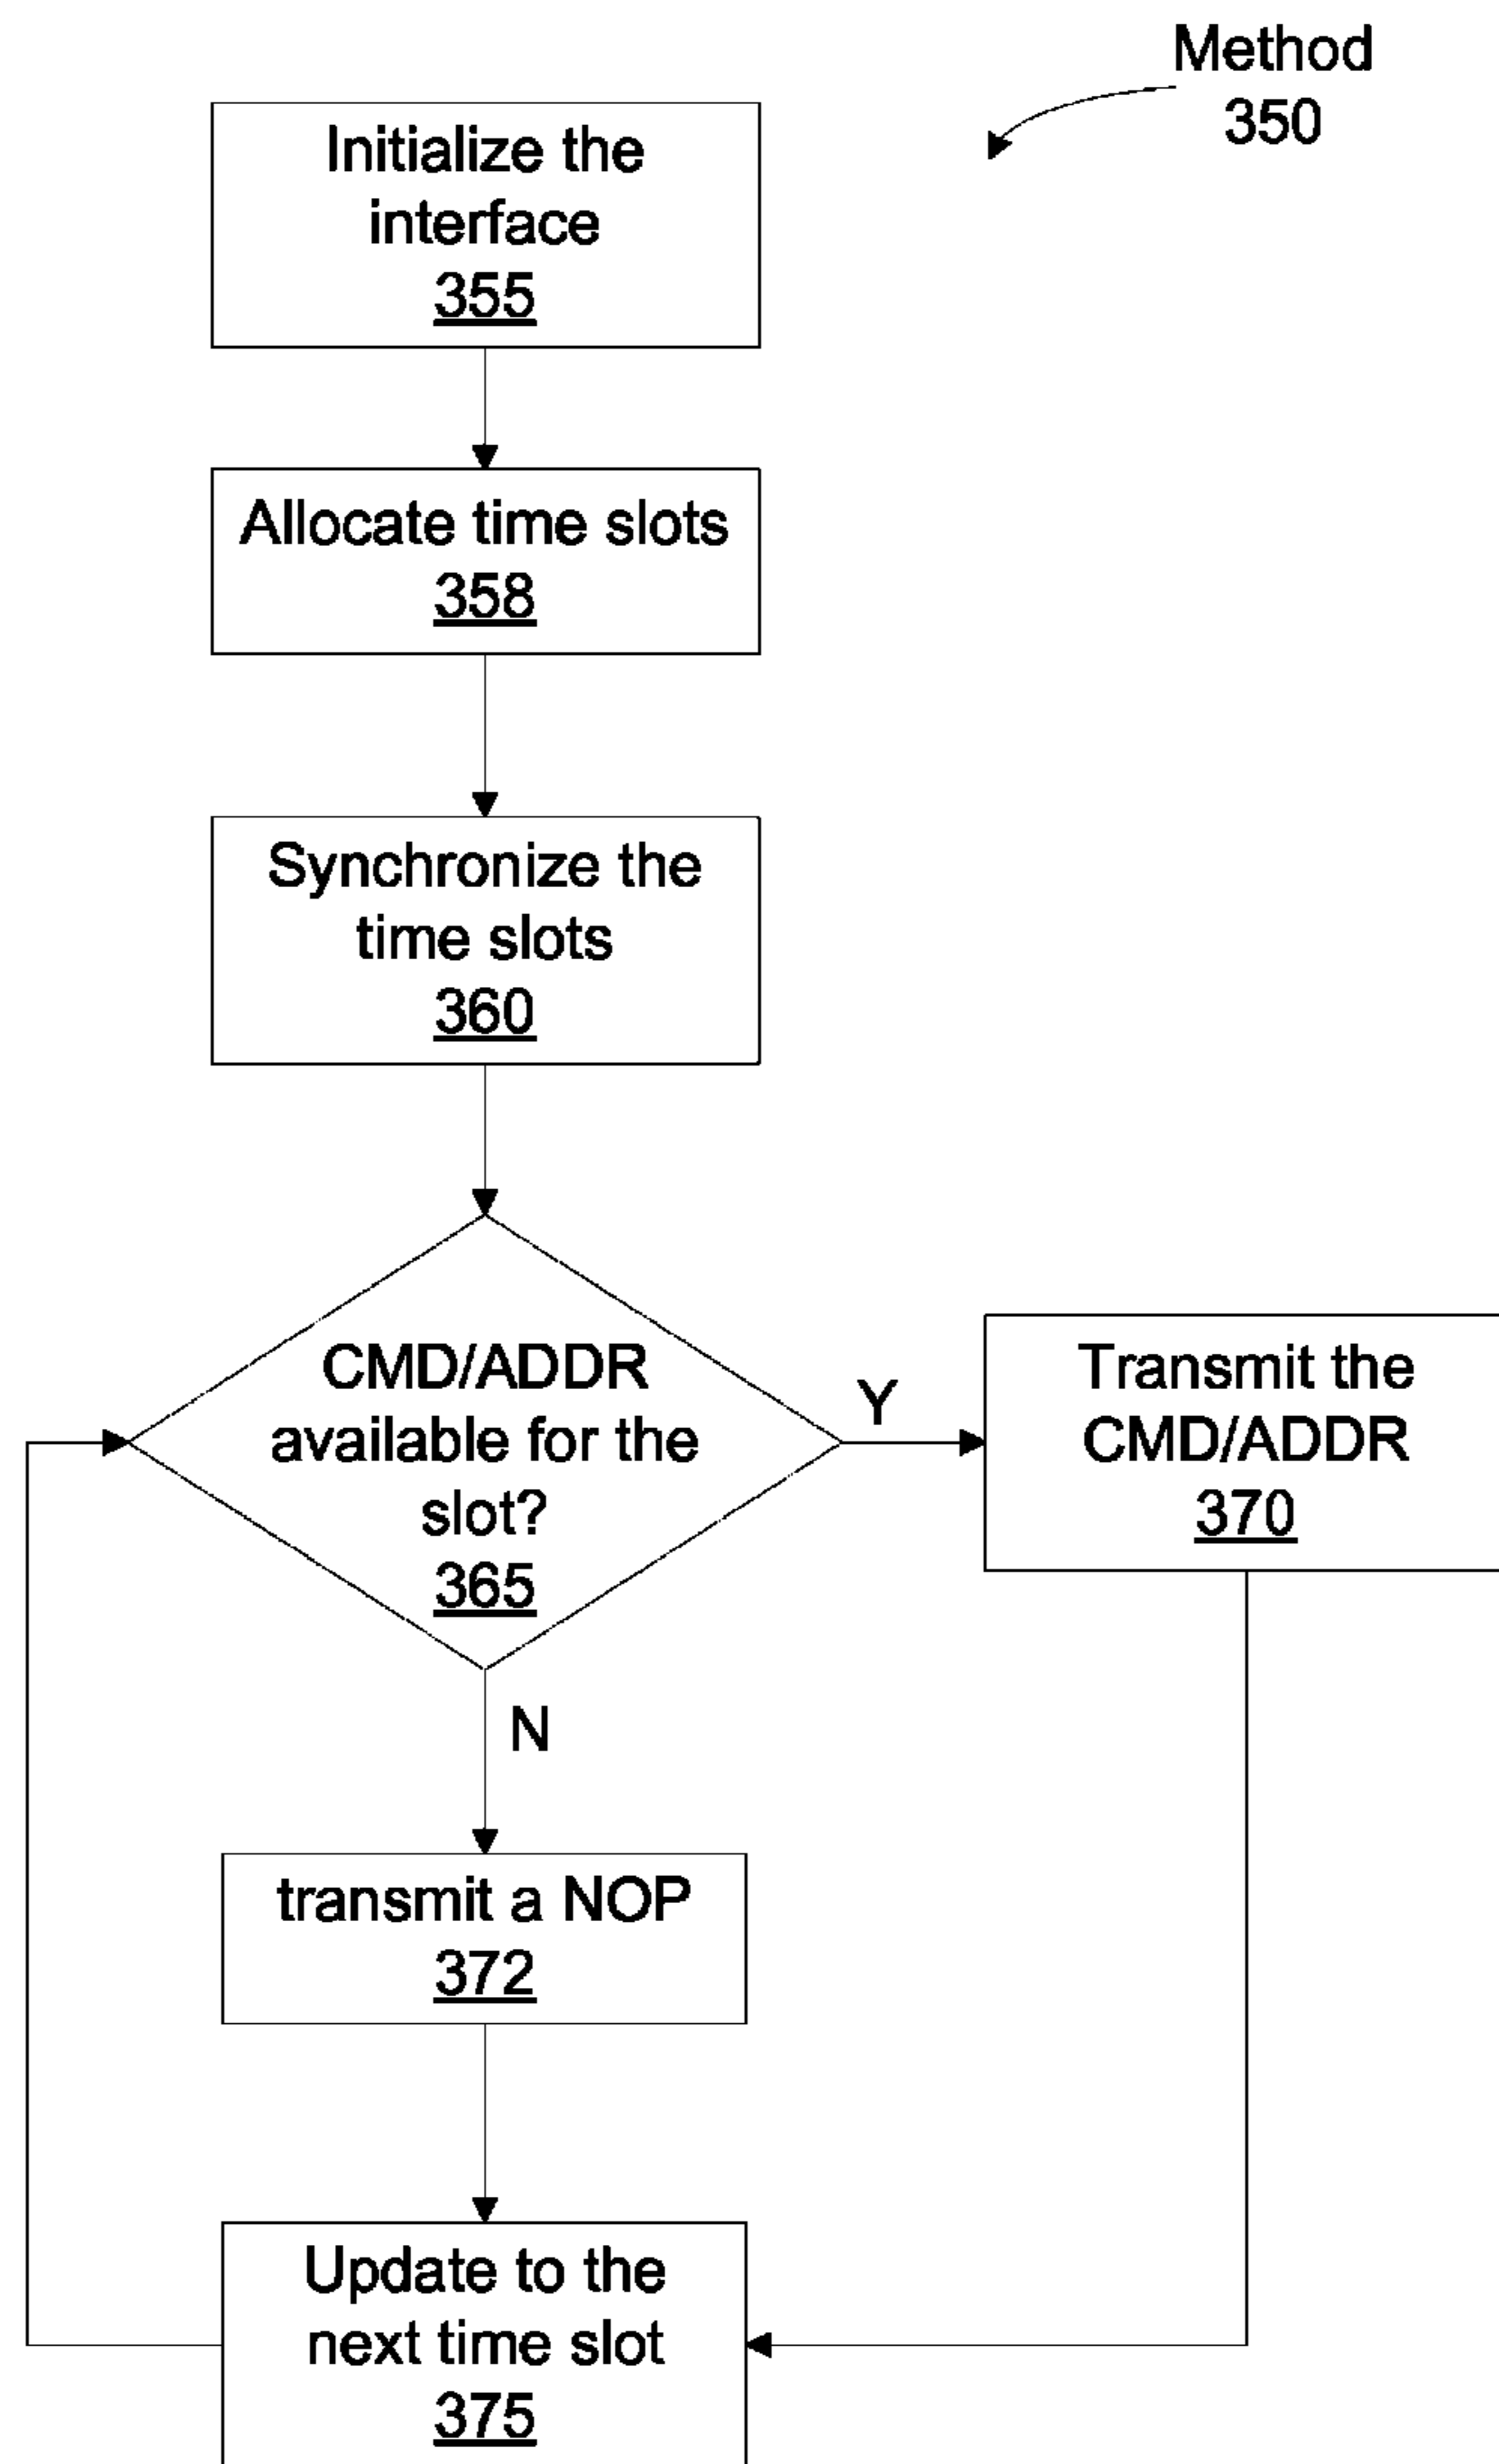 Method
350
Initialize the
interface
355
Allocate time slots
358
Synchronize the
time slots
360
CMD/ADDR
available for the
slot?
365
Y
Transmit the
CMD/ADDR
370
N
transmit a NOP
372
Update to the
next time slot
375